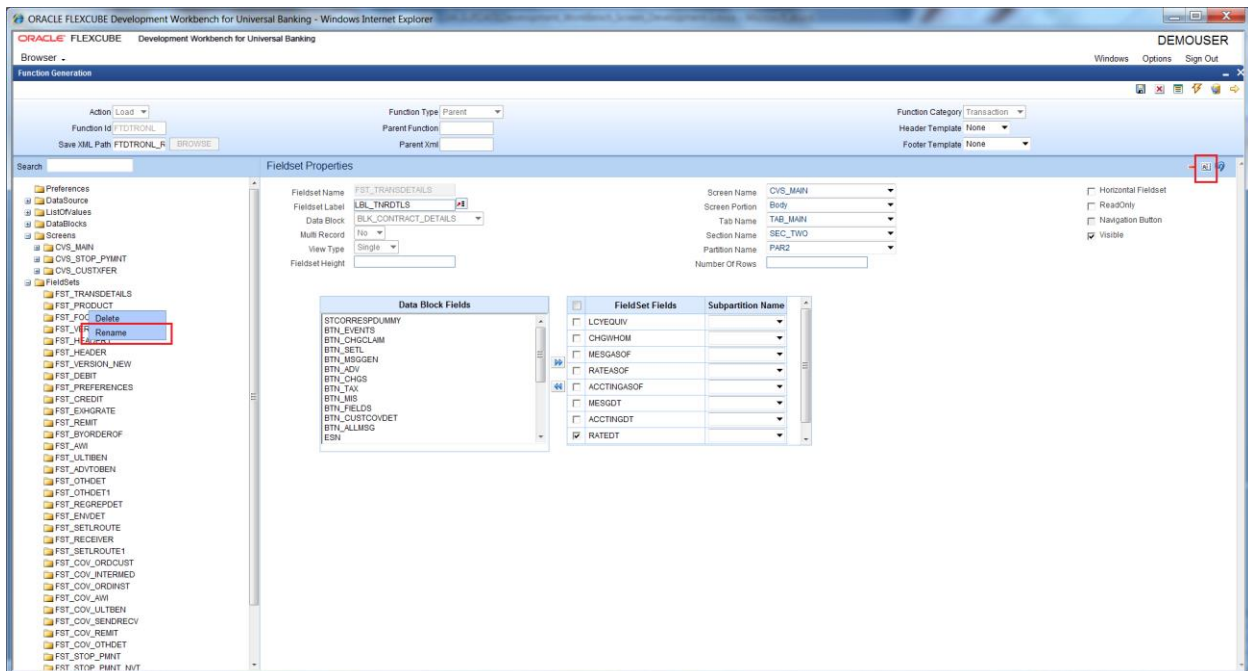 ORACLE FLEXCUBE Development Workbench for Universal Banking - Windows Internet Explorer
ORACLE FLEXCUBE Development Workbench for Universal Banking
DEMOUSER
Browser
Windows Options Sign Out
Function Generation
Action Load Function Type Parent Function Category Transaction
Function Id FTDTRONL Parent Function Header Template None
Save XML Path FTDTRONL_R BROWSE Parent Xml Footer Template None
Search
Preferences
DataSource
ListOfValues
DataBlocks
Screens
CVS_MAIN
CVS_STOP_PYMNT
CVS_CUSTXFER
FieldSets
FST_TRANSDETAILS
FST_PRODUCT
FST_FOO
FST_VER
FST_HEADER1
FST_HEADER
FST_VERSION_NEW
FST_DEBIT
FST_PREFERENCES
FST_CREDIT
FST_EXHGRATE
FST_REMIT
FST_BYORDEROF
FST_AWI
FST_ULTIBEN
FST_ADVTOBEN
FST_OTHDET
FST_OTHDET1
FST_REGREPDET
FST_ENVDET
FST_SETLROUTE
FST_RECEIVER
FST_SETLROUTE1
FST_COV_ORDCUST
FST_COV_INTERMED
FST_COV_ORDINST
FST_COV_AWI
FST_COV_ULTBEN
FST_COV_SENDRECV
FST_COV_REMIT
FST_COV_OTHDET
FST_STOP_PMNT
FST_STOP_PMNT_NVT
Delete
Rename
Fieldset Properties
Fieldset Name FST_TRANSDETAILS Screen Name CVS_MAIN Horizontal Fieldset
Fieldset Label LBL_TNRDTLS Screen Portion Body ReadOnly
Data Block BLK_CONTRACT_DETAILS Tab Name TAB_MAIN Navigation Button
Multi Record No Section Name SEC_TWO Visible
View Type Single Partition Name PAR2
Fieldset Height Number Of Rows
Data Block Fields
STCORRESPDUMMY
BTN_EVENTS
BTN_CHGCLAIM
BTN_SETL
BTN_MSGGEN
BTN_ADV
BTN_CHGS
BTN_TAX
BTN_MIS
BTN_FIELDS
BTN_CUSTCOVDET
BTN_ALLMSG
ESN
FieldSet Fields Subpartition Name
LCYEQUIV
CHGWHOM
MESGASOF
RATEASOF
ACCTINGASOF
MESGDT
ACCTINGDT
RATEDT